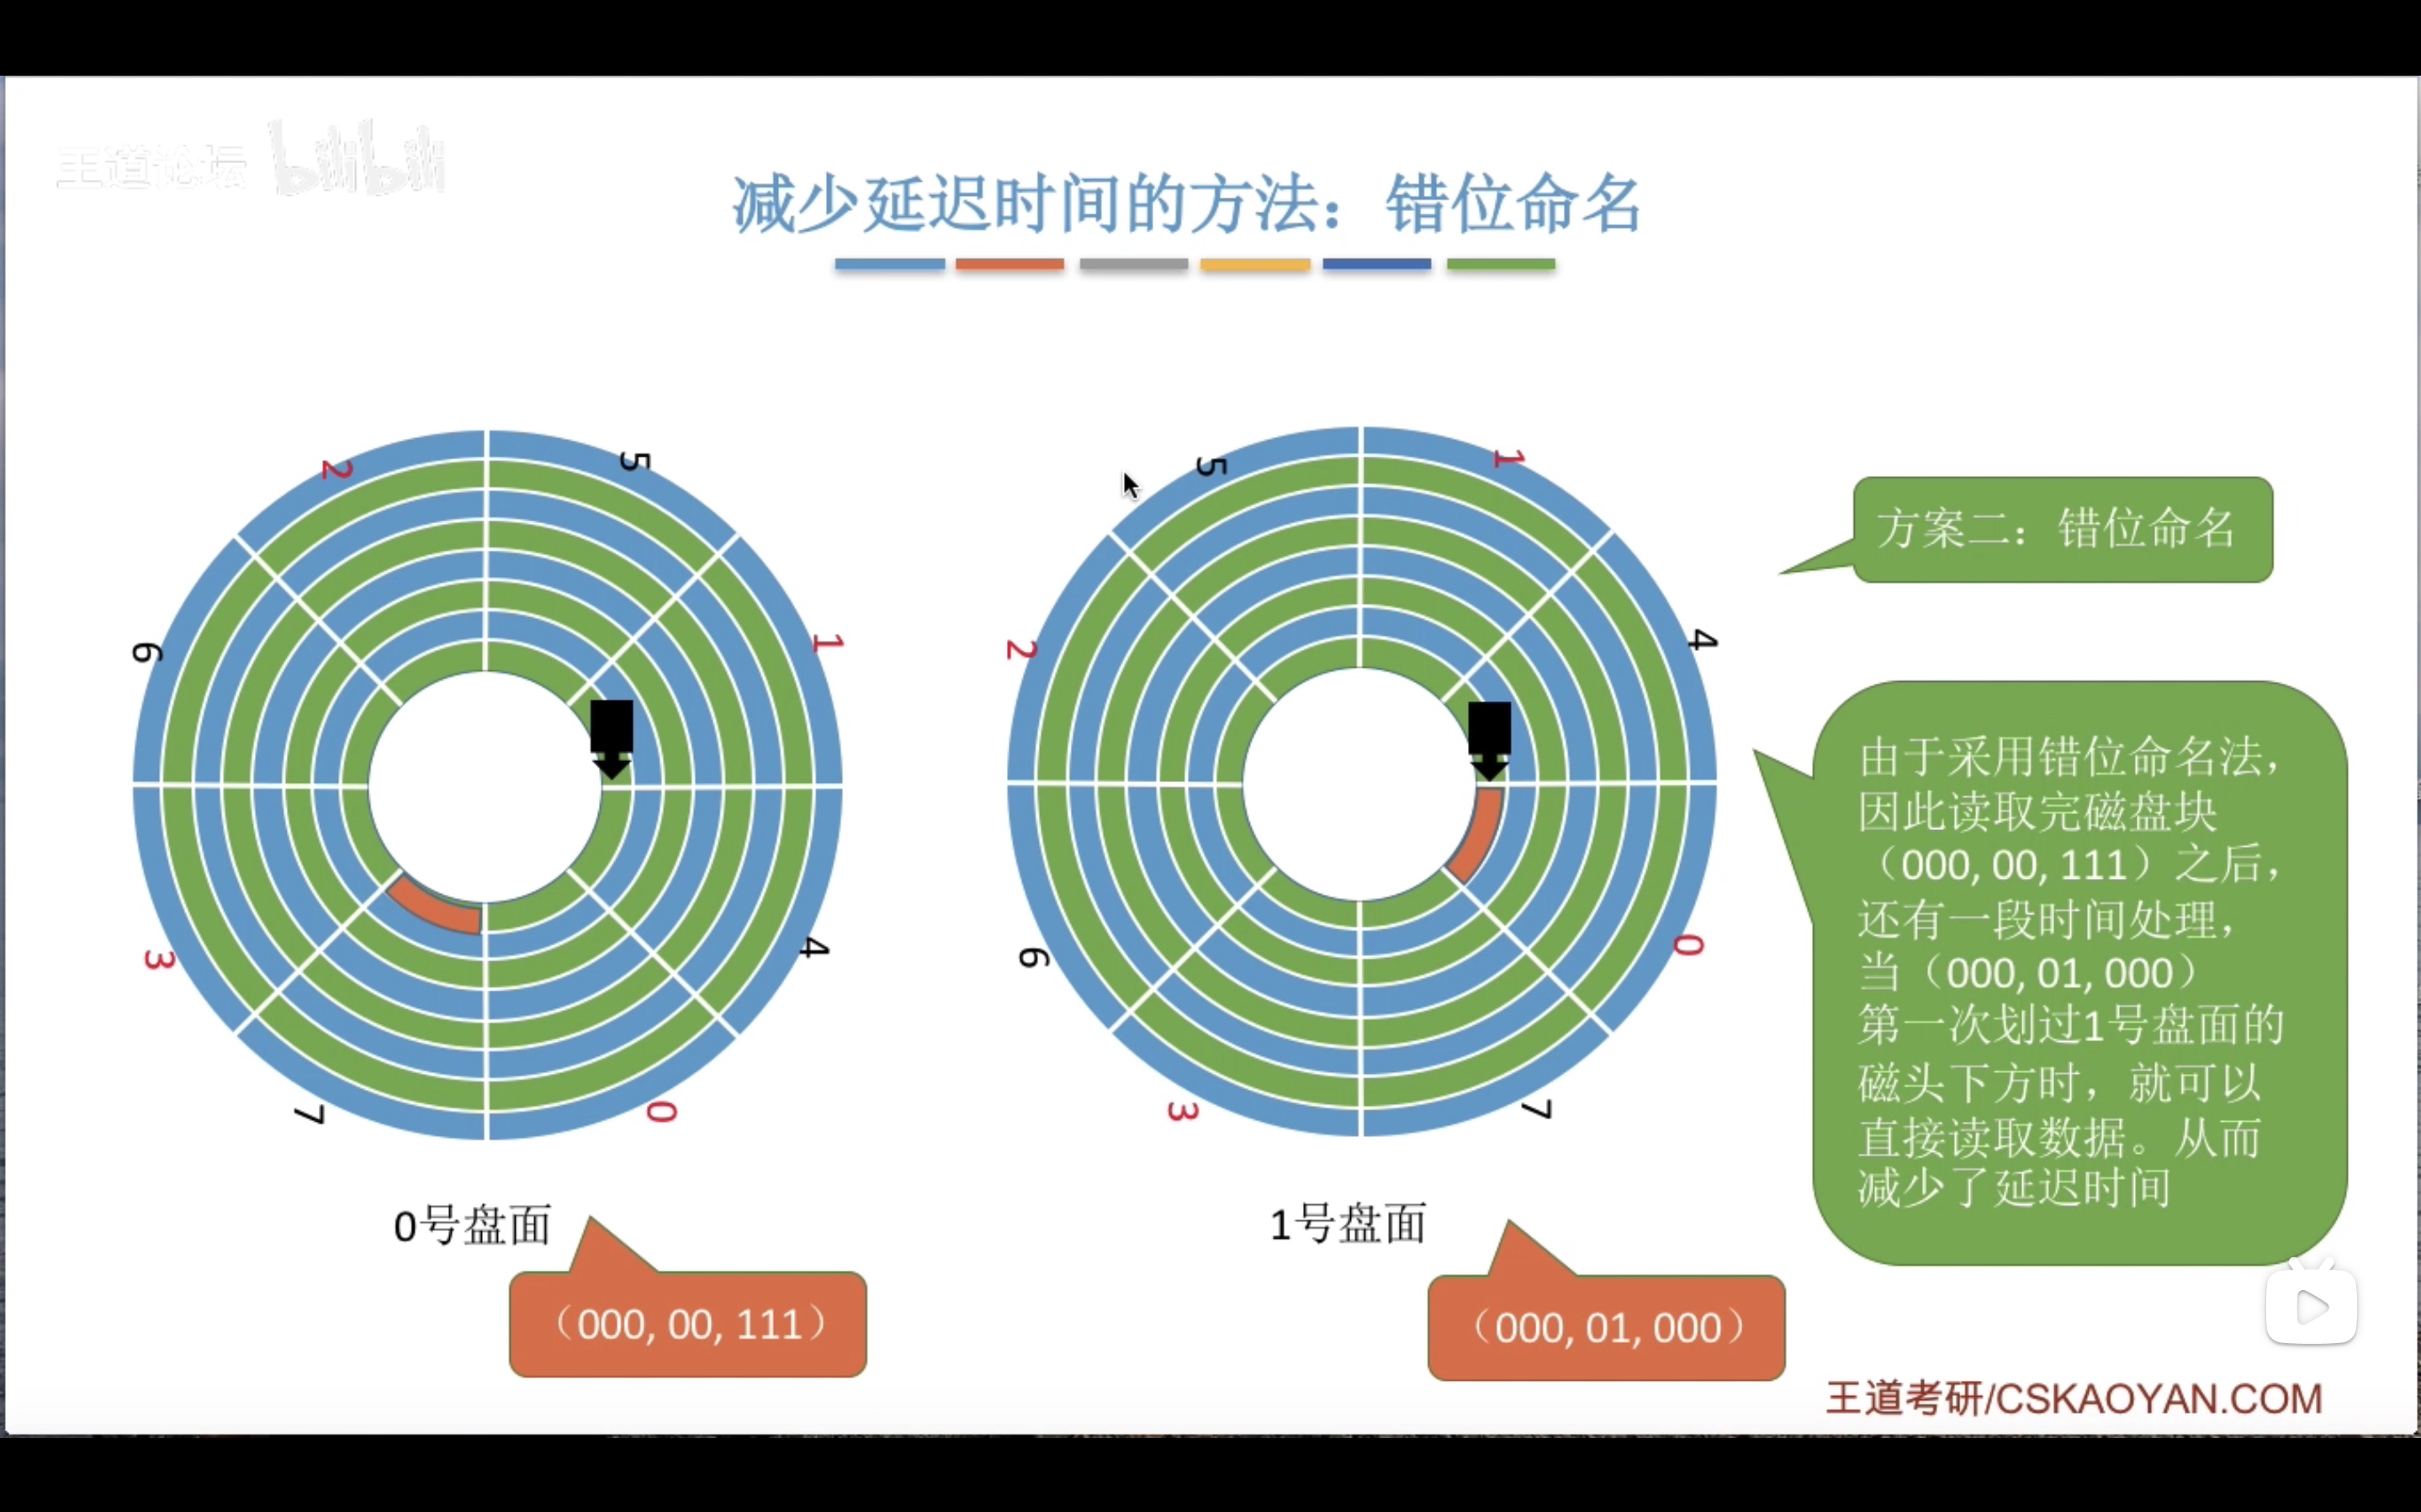 王道论坛 bilibili
减少延迟时间的方法：错位命名
2
5
6
1
3
4
7
0
0号盘面
（000, 00, 111）
5
1
2
4
6
0
3
7
1号盘面
（000, 01, 000）
方案二：错位命名
由于采用错位命名法，
因此读取完磁盘块
（000, 00, 111）之后，
还有一段时间处理，
当（000, 01, 000）
第一次划过1号盘面的
磁头下方时，就可以
直接读取数据。从而
减少了延迟时间
王道考研/CSKAOYAN.COM